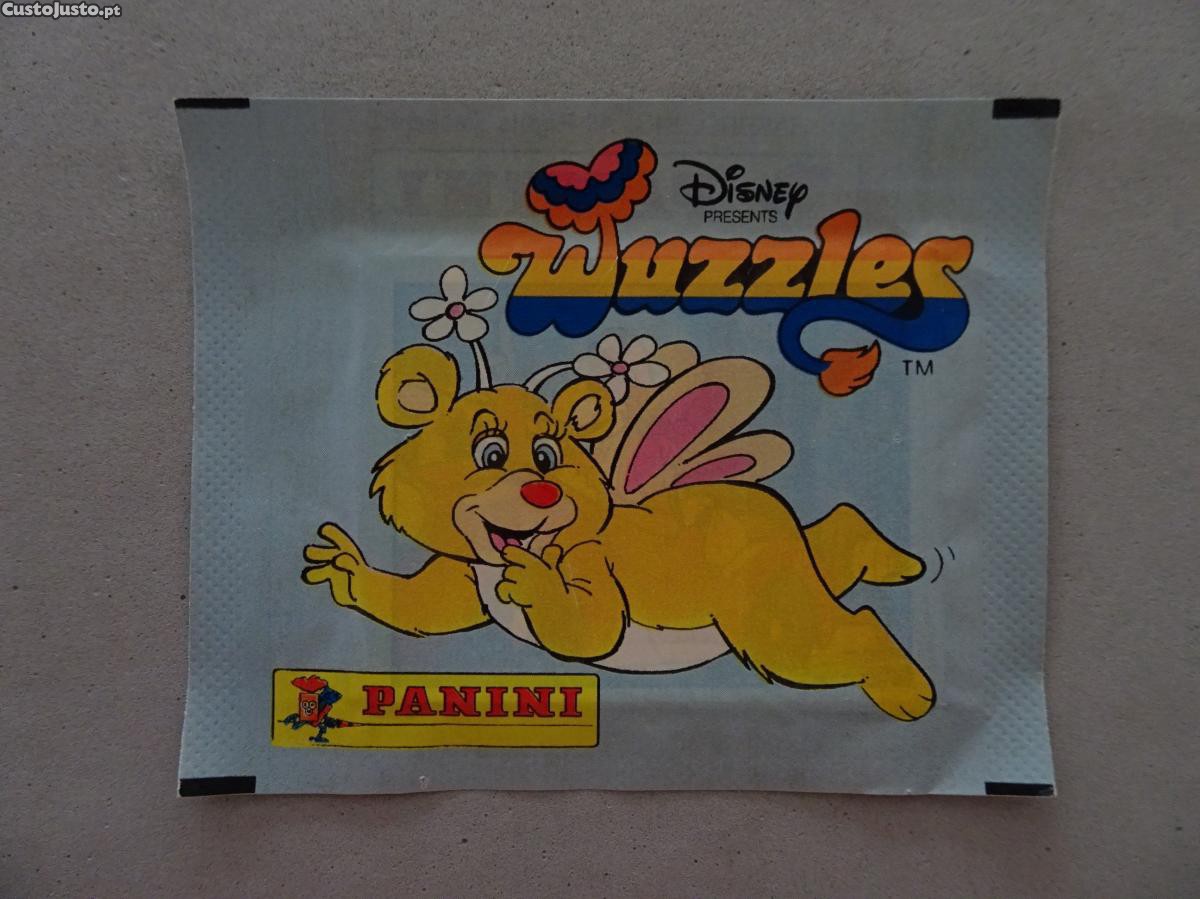 CustoJusto.pt
Disney
PRESENTS
Wuzzles
TM
PANINI